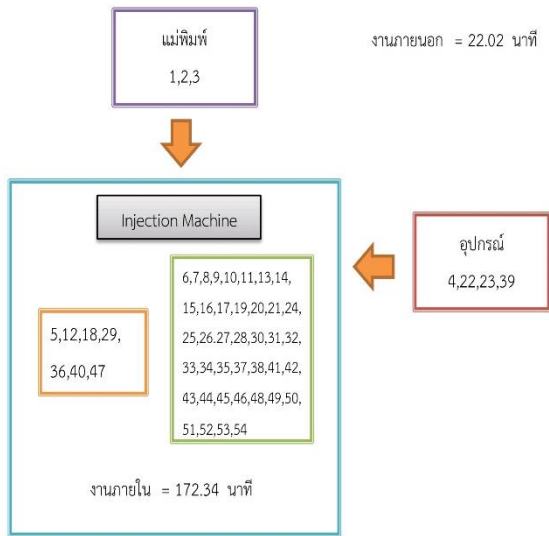 แม่พิมพ์
1,2,3
งานภายนอก = 22.02 นาที
Injection Machine
อุปกรณ์
4,22,23,39
5,12,18,29,
36,40,47
6,7,8,9,10,11,13,14,
15,16,17,19,20,21,24,
25,26.27,28,30,31,32,
33,34,35,37,38,41,42,
43,44,45,46,48,49,50,
51,52,53,54
งานภายใน = 172.34 นาที